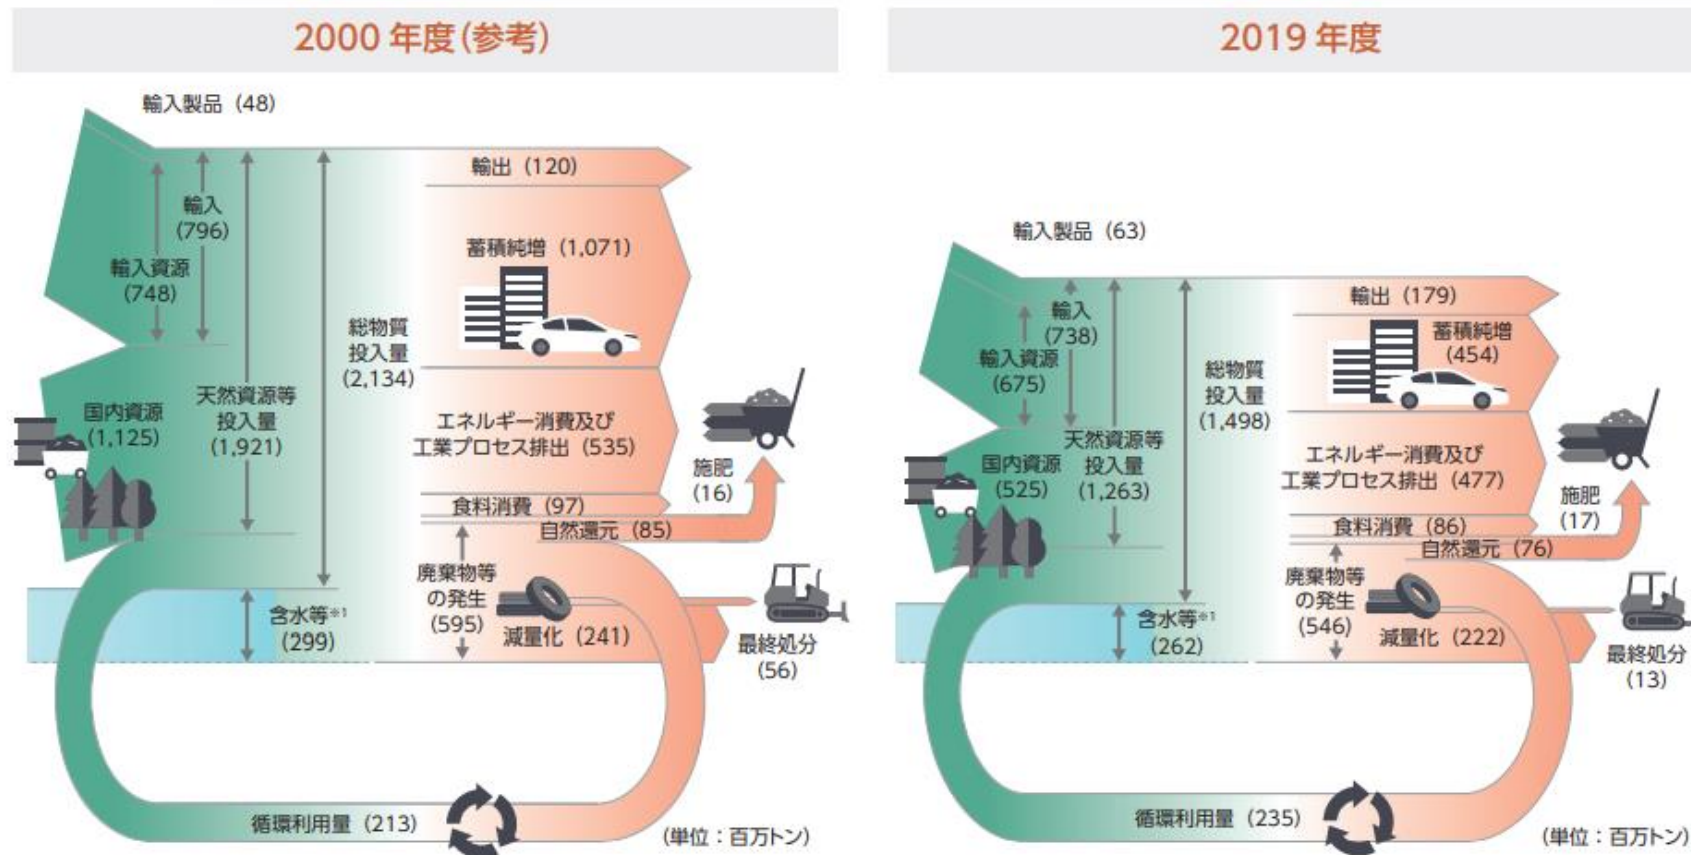 2000 年度(参考)
輸入製品 (48)
輸出 (120)
輸入
(796)
蓄積純増 (1,071)
輸入資源
(748)
総物質
投入量
(2,134)
天然資源等
投入量
(1,921)
国内資源
(1,125)
エネルギー消費及び
工業プロセス排出 (535)
施肥
(16)
食料消費 (97)
自然還元 (85)
廃棄物等
の発生
(595)
含水等※1
(299)
減量化 (241)
最終処分
(56)
循環利用量 (213)
(単位:百万トン)
2019 年度
輸入製品 (63)
輸出 (179)
輸入
(738)
蓄積純増
(454)
輸入資源
(675)
総物質
投入量
(1,498)
天然資源等
投入量
(1,263)
国内資源
(525)
エネルギー消費及び
工業プロセス排出 (477)
施肥
(17)
食料消費 (86)
自然還元 (76)
廃棄物等
の発生
(546)
含水等※1
(262)
減量化 (222)
最終処分
(13)
循環利用量 (235)
(単位:百万トン)